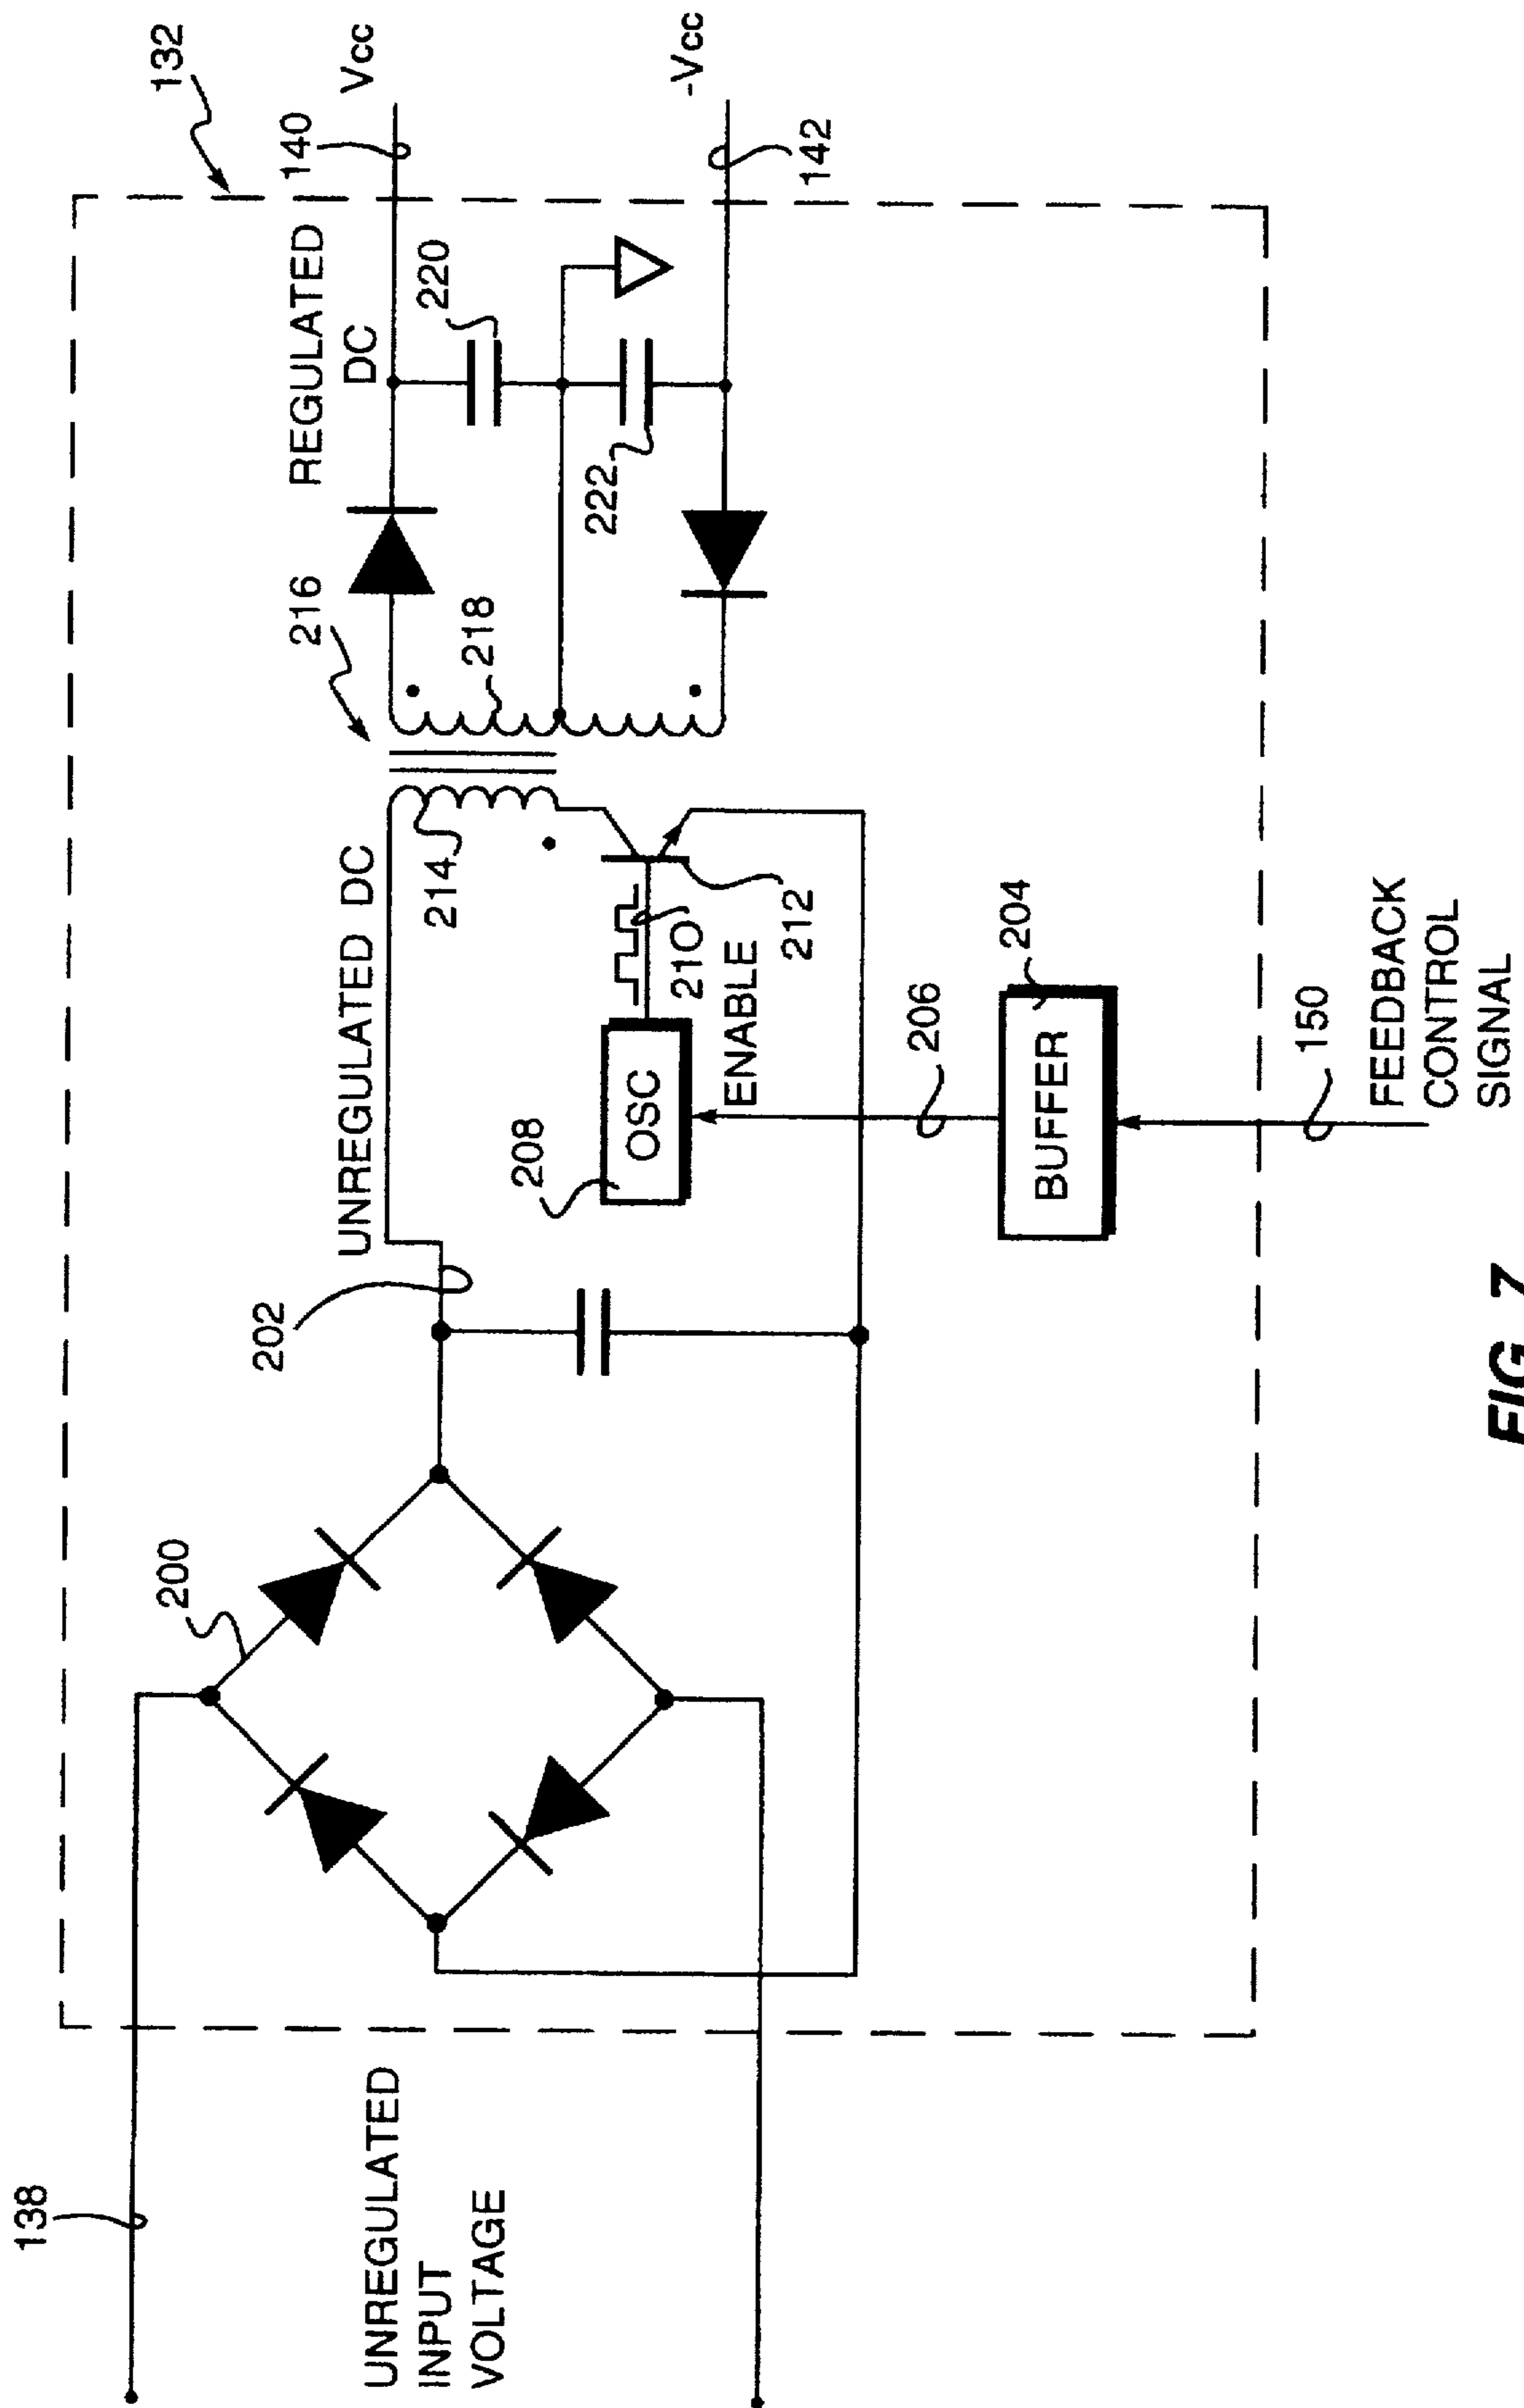 132
Vcc
140
-Vcc
142
REGULATED
DC
220
222
216
218
UNREGULATED DC
214
210
212
ENABLE
OSC
208
202
206
204
BUFFER
150
FEEDBACK
CONTROL
SIGNAL
200
138
UNREGULATED
INPUT
VOLTAGE
FIG. 7